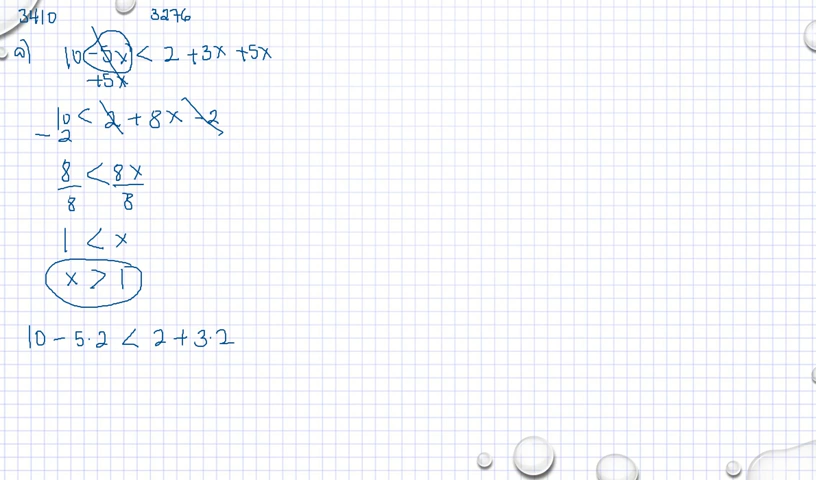 3410 3276
a) 10 - 5x < 2 + 3x + 5x
+5x
10 < 2 + 8x - 2
- 2
8 < 8x
8 8
1 < x
x > 1
10 - 5·2 < 2 + 3·2